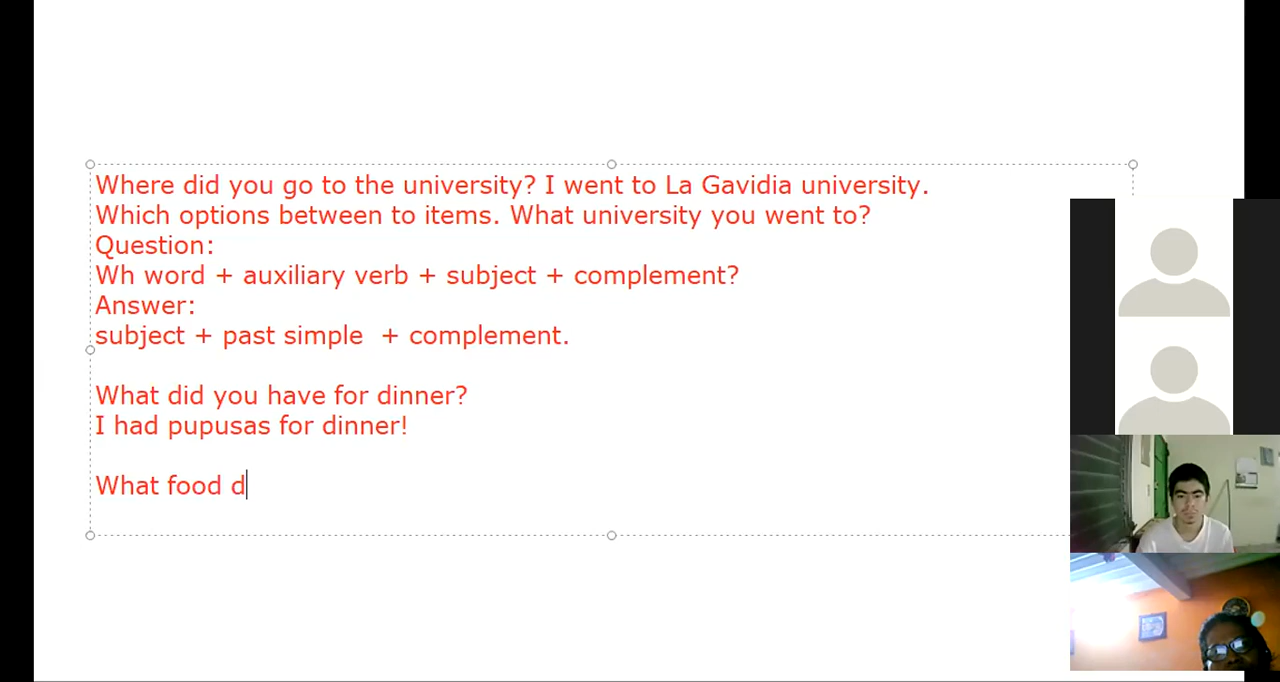 Where did you go to the university? I went to La Gavidia university.
Which options between to items. What university you went to?
Question:
Wh word + auxiliary verb + subject + complement?
Answer:
subject + past simple  + complement.
What did you have for dinner?
I had pupusas for dinner!
What food d